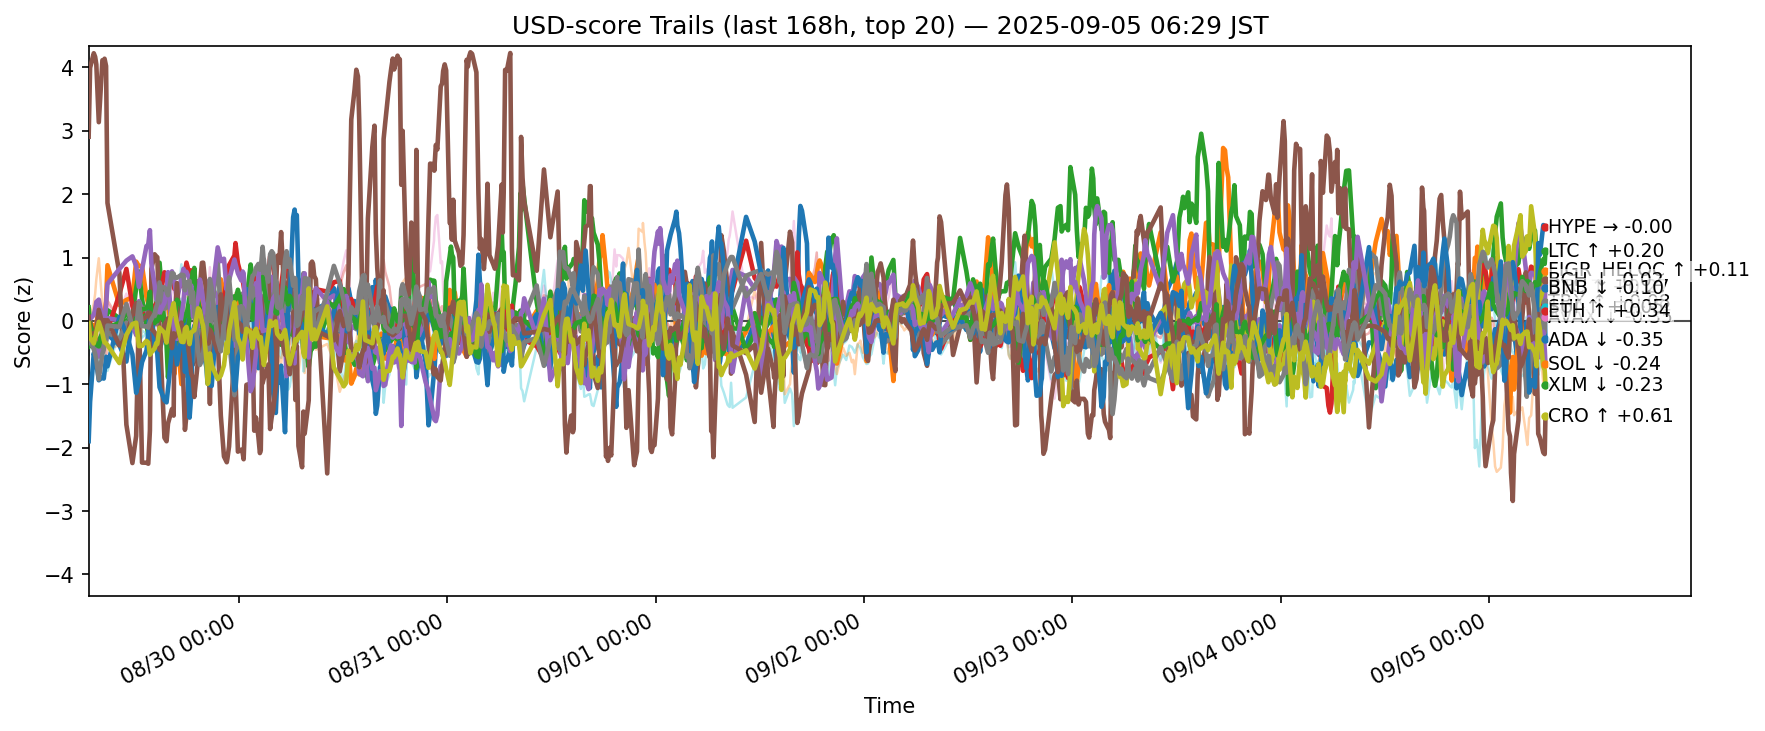 USD-score Trails (last 168h, top 20) — 2025-09-05 06:29 JST
Score (z)
4
3
2
1
0
−1
−2
−3
−4
HYPE → -0.00
LTC ↑ +0.20
FIGR_HELOC ↑ +0.11
BNB ↓ -0.10
ETH ↑ +0.34
ADA ↓ -0.35
SOL ↓ -0.24
XLM ↓ -0.23
CRO ↑ +0.61
08/30 00:00
08/31 00:00
09/01 00:00
09/02 00:00
09/03 00:00
09/04 00:00
09/05 00:00
Time